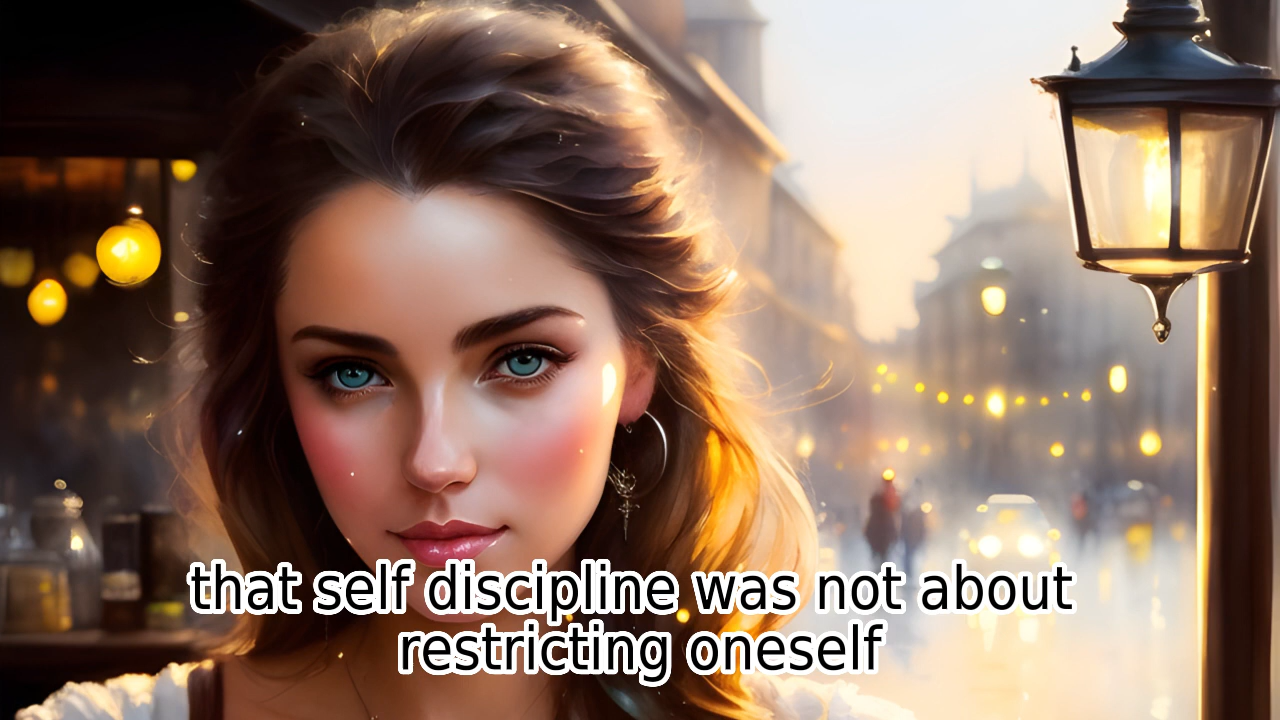 that self discipline was not about
restricting oneself